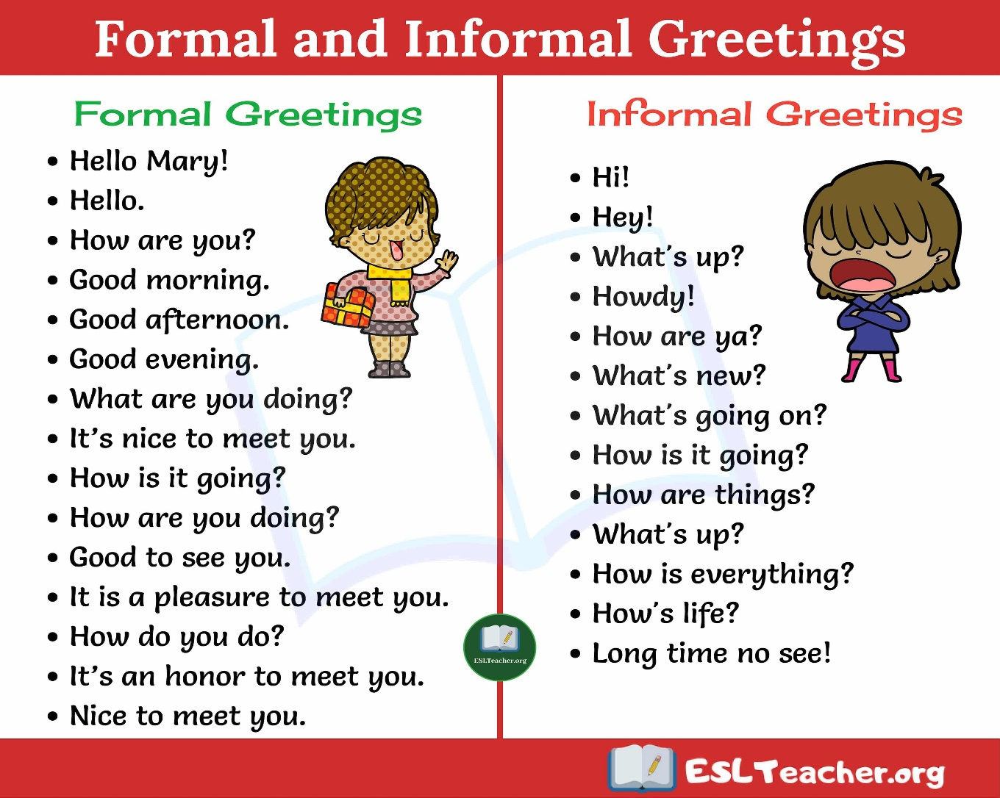 Formal and Informal Greetings
Formal Greetings
• Hello Mary!
• Hello.
• How are you?
• Good morning.
• Good afternoon.
• Good evening.
• What are you doing?
• It’s nice to meet you.
• How is it going?
• How are you doing?
• Good to see you.
• It is a pleasure to meet you.
• How do you do?
• It’s an honor to meet you.
• Nice to meet you.
Informal Greetings
• Hi!
• Hey!
• What's up?
• Howdy!
• How are ya?
• What's new?
• What's going on?
• How is it going?
• How are things?
• What's up?
• How is everything?
• How's life?
• Long time no see!
ESLTeacher.org
ESLTeacher.org